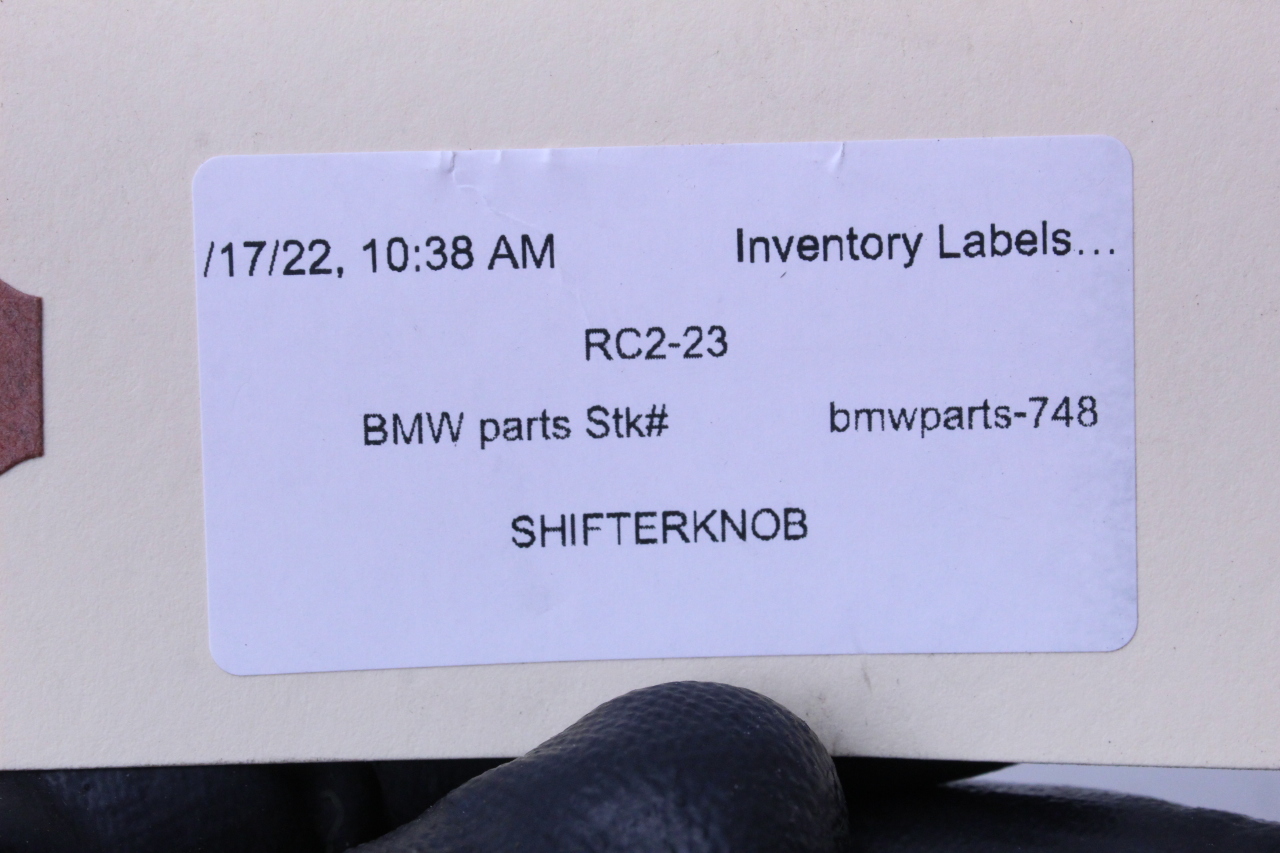 /17/22, 10:38 AM Inventory Labels...
RC2-23
BMW parts Stk# bmwparts-748
SHIFTERKNOB